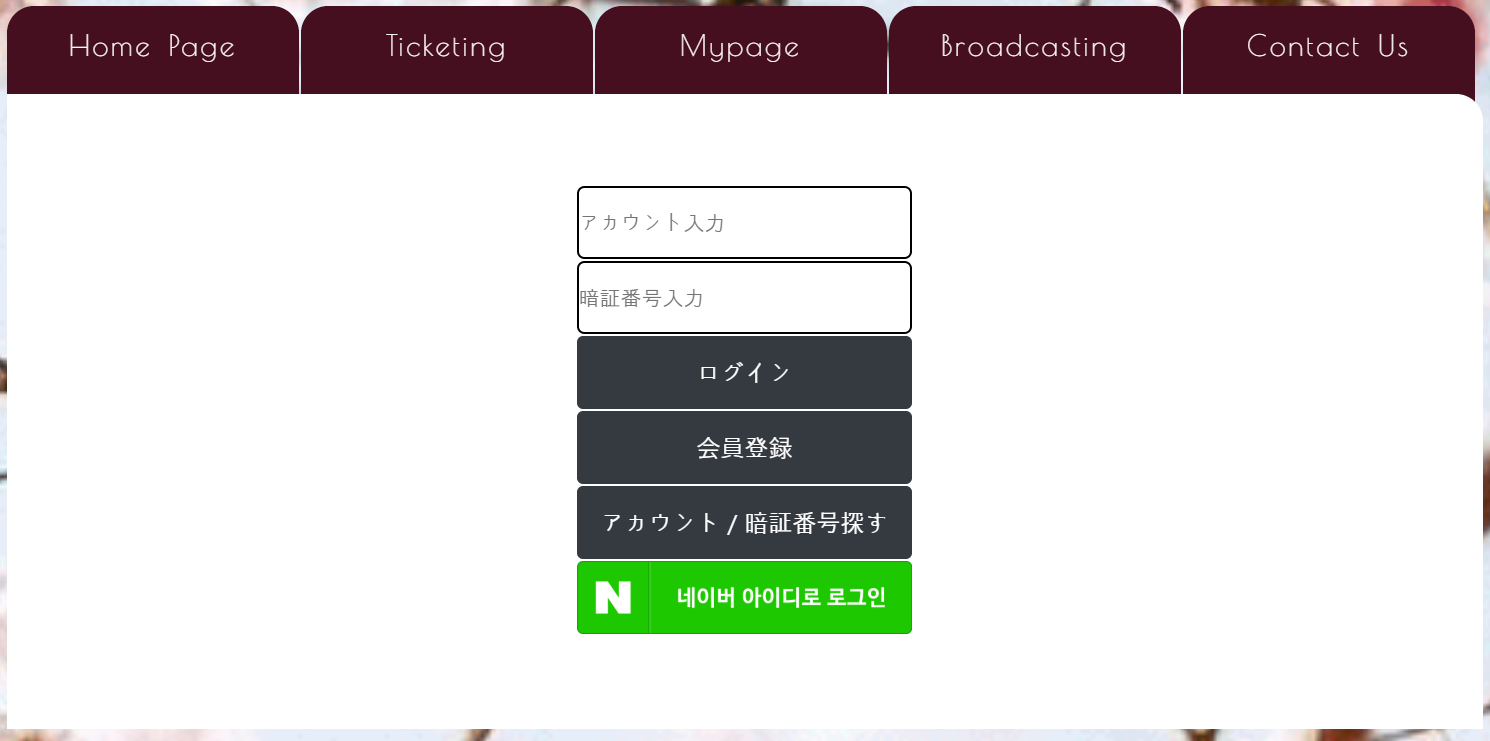 Home Page
Ticketing
Mypage
Broadcasting
Contact Us
アカウント入力
暗証番号入力
ログイン
会員登録
アカウント / 暗証番号探す
N 네이버 아이디로 로그인